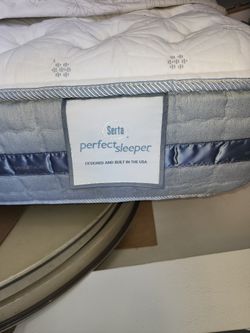 Serta
perfect sleeper
DESIGNED AND BUILT IN THE USA